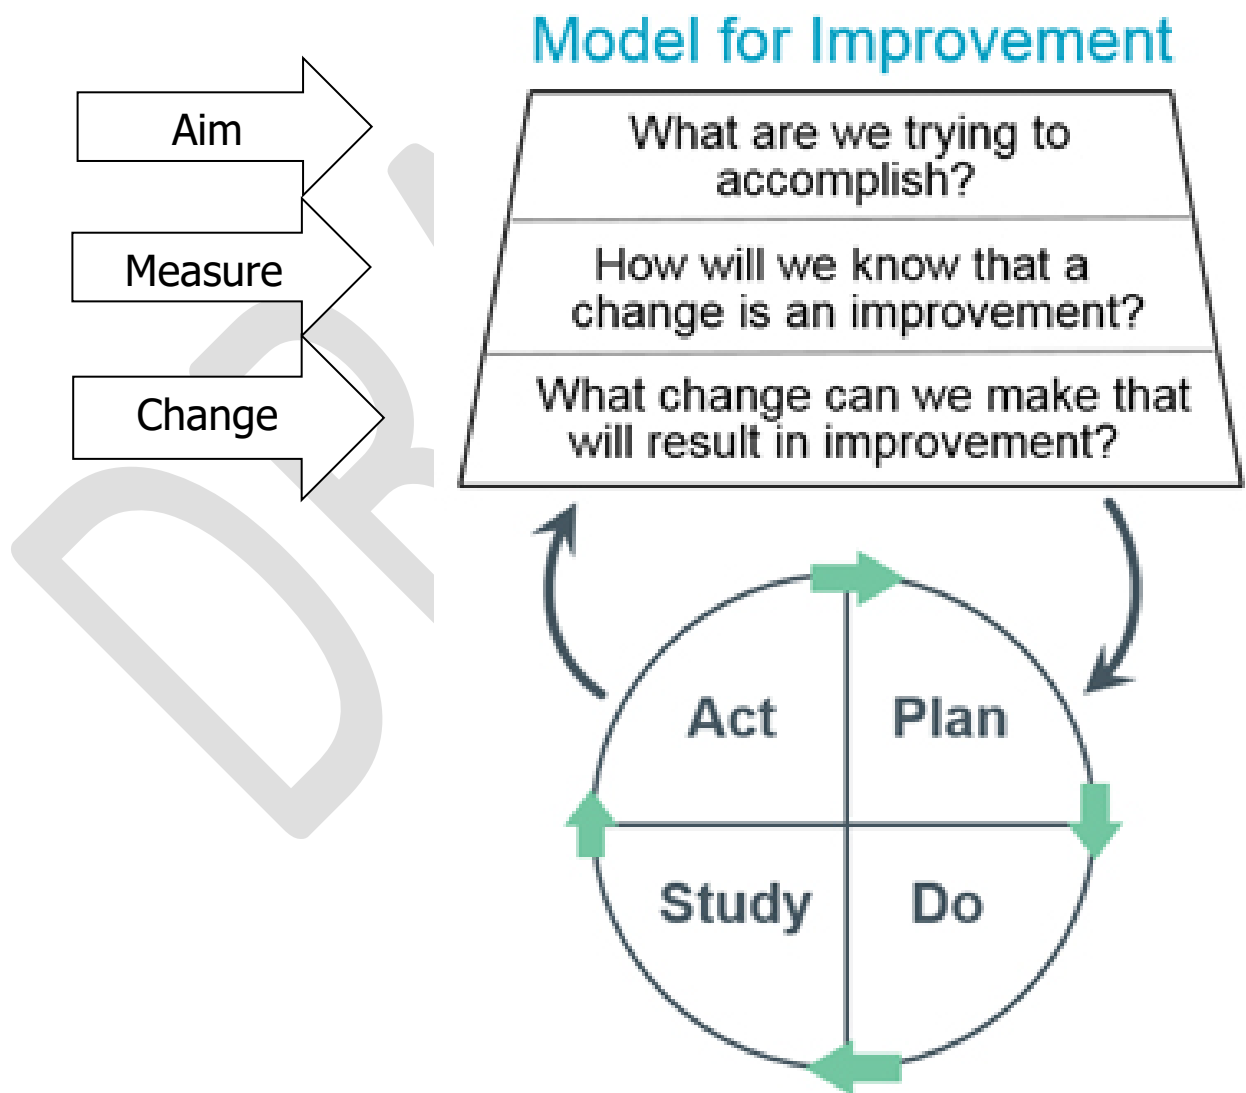 Model for Improvement
Aim
What are we trying to
accomplish?
Measure
How will we know that a
change is an improvement?
Change
What change can we make that
will result in improvement?
Act
Plan
Study
Do